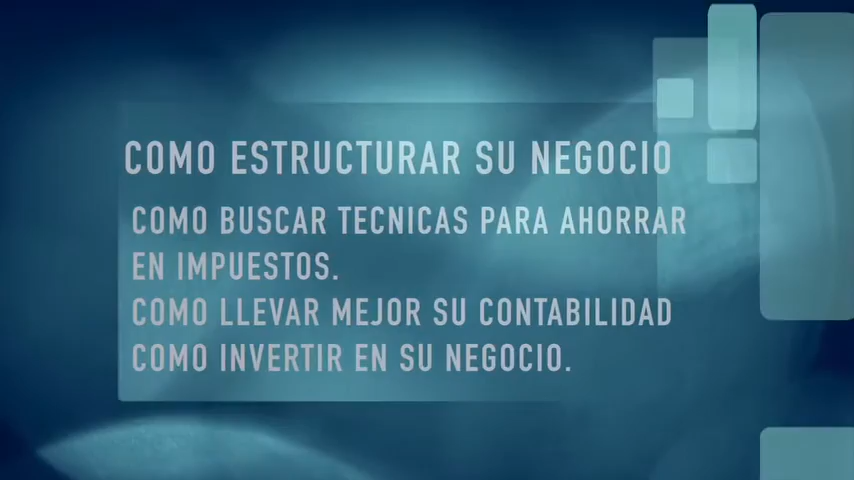 COMO ESTRUCTURAR SU NEGOCIO
COMO BUSCAR TECNICAS PARA AHORRAR
EN IMPUESTOS.
COMO LLEVAR MEJOR SU CONTABILIDAD
COMO INVERTIR EN SU NEGOCIO.